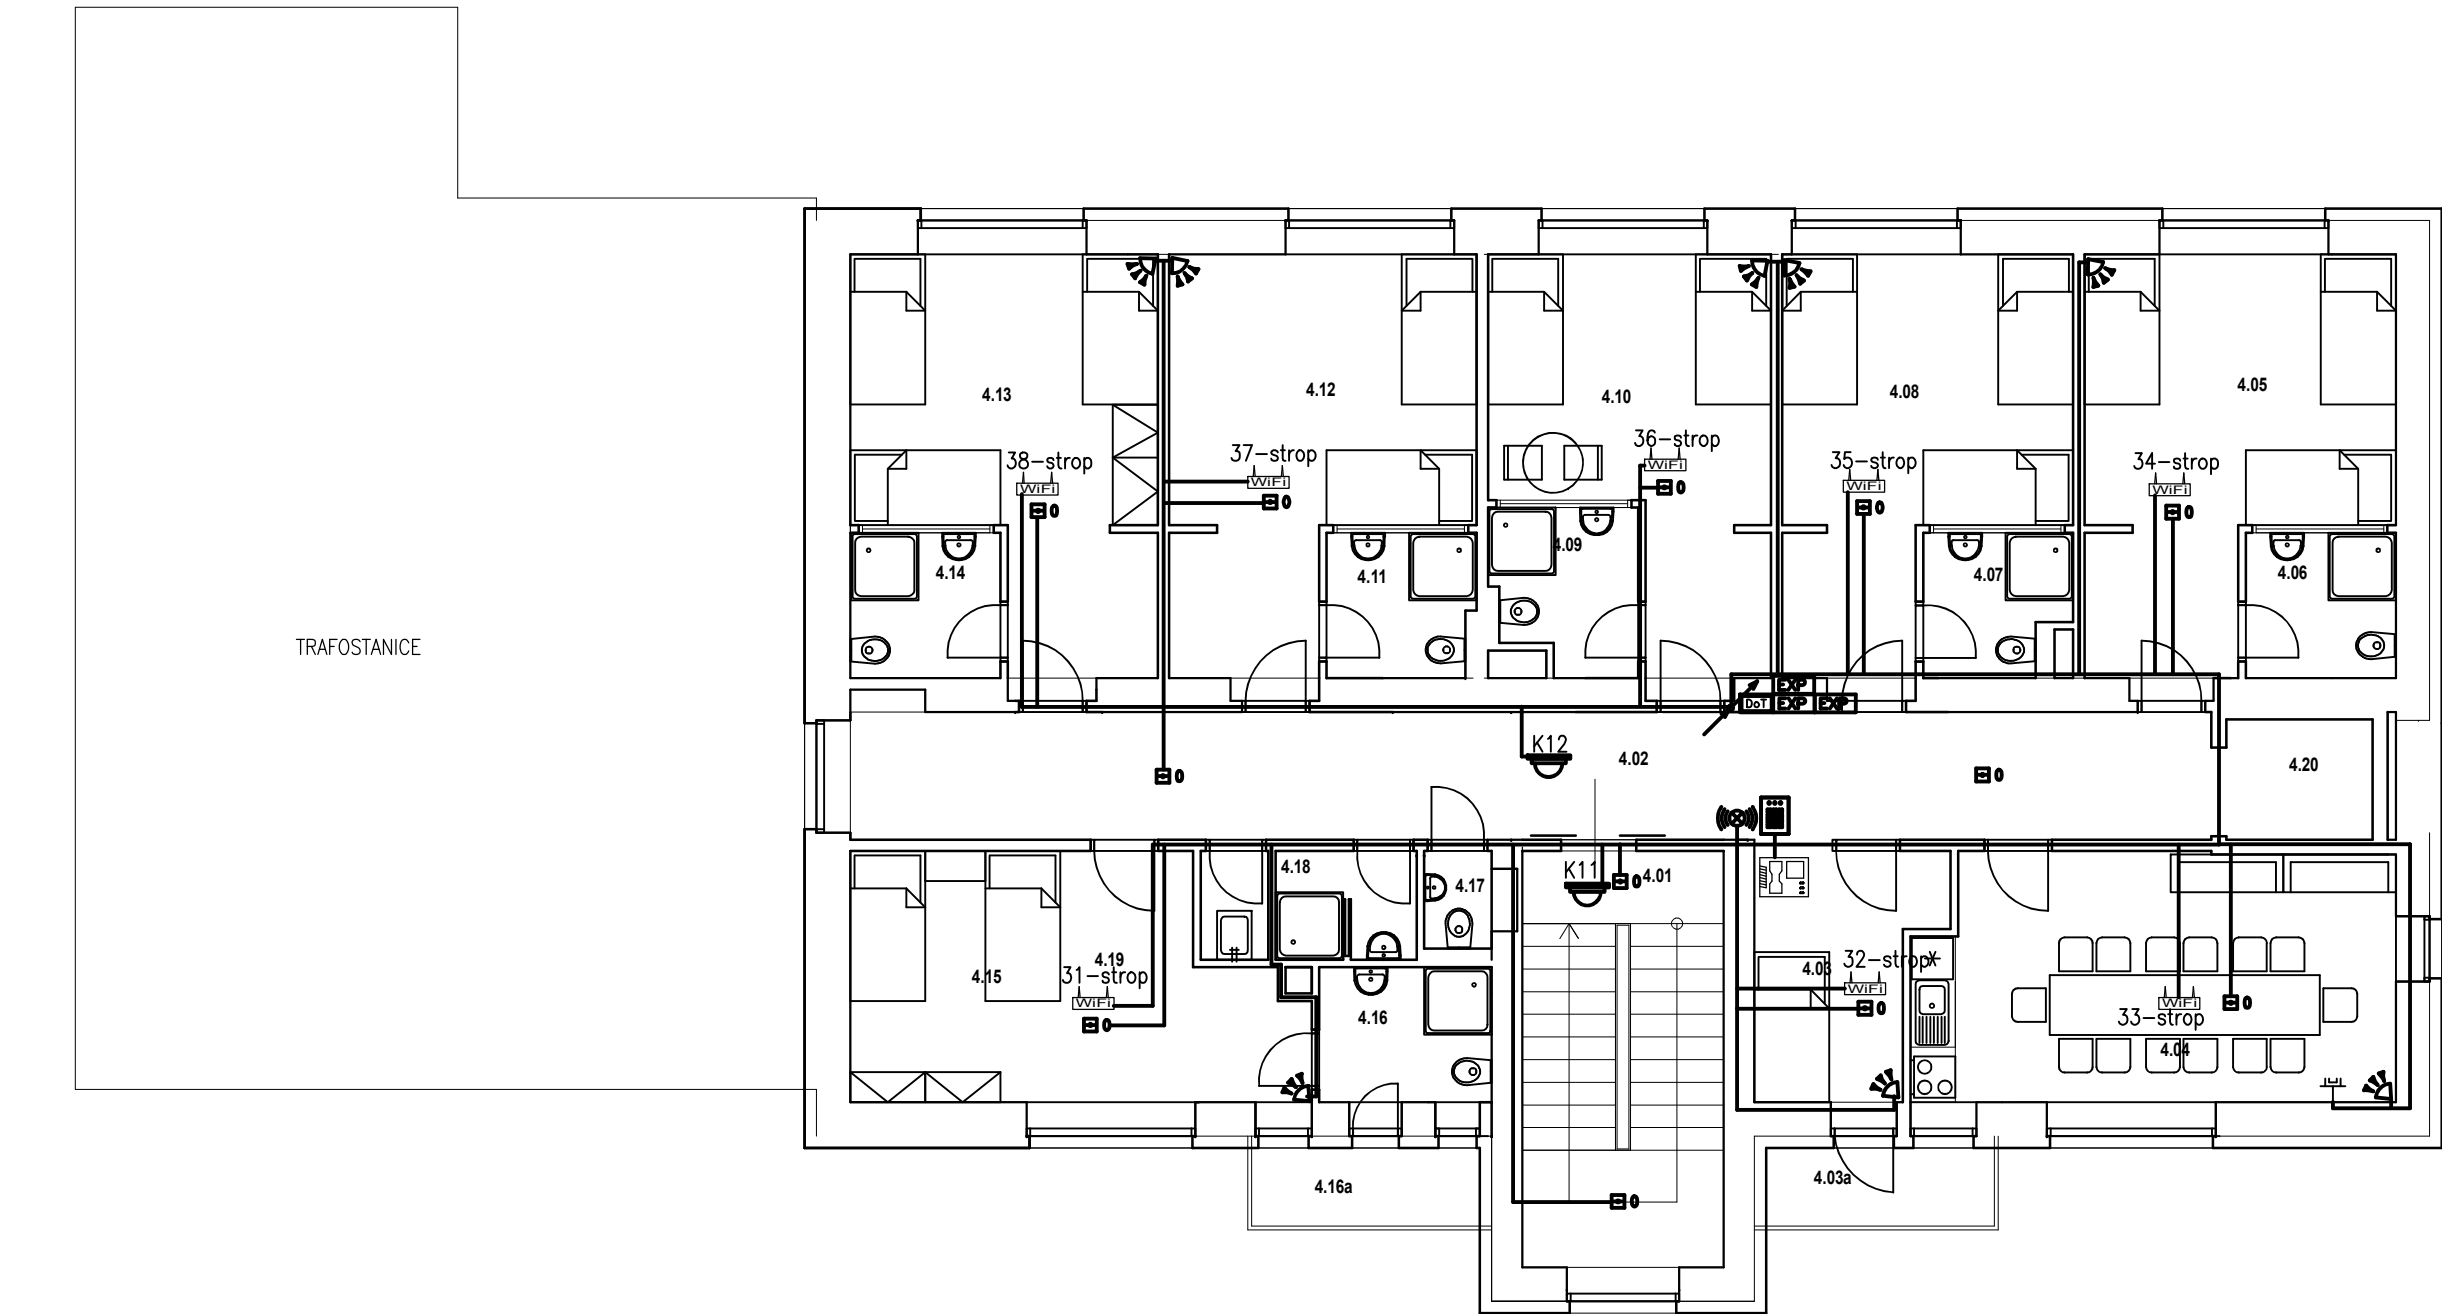 4.13
4.12
4.10
4.08
4.05
38-strop
WiFi
0
37-strop
WiFi
0
36-strop
WiFi
0
35-strop
WiFi
0
34-strop
WiFi
0
4.14
4.11
4.09
4.07
4.06
TRAFOSTANICE
EXP
DoT EXP EXP
K12
4.02
4.20
0
0
4.18
4.17
K11
0
4.01
4.15
4.19
31-strop
WiFi
0
4.16
4.03
32-strop
WiFi
0
WiFi
0
33-strop
4.04
4.16a
0
4.03a